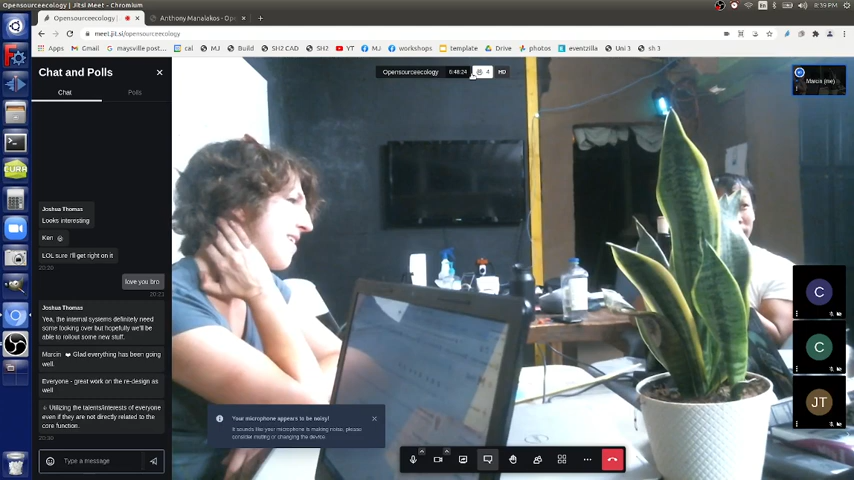 Opensourceecology / Jitsi Meet - Chromium
8:39 PM
Opensourceecology
Anthony Manalakos - Op
meet.jit.si/opensourceecology
Apps
Gmail
maysville post...
cal
MJ
Build
SH2 CAD
SH2
YT
MJ
workshops
template
Drive
photos
eventzilla
Uni 3
sh 3
Chat and Polls
Chat
Polls
Opensourceecology
5:48:24
4
HD
Marcin (me)
Joshua Thomas
Looks interesting
Ken
LOL sure I'll get right on it
20:20
love you bro
20:21
Joshua Thomas
Yea, the internal systems definitely need
some looking over but hopefully we'll be
able to rollout some new stuff.
Marcin ❤ Glad everything has been going
well.
Everyone - great work on the re-design as
well
Utilizing the talents/interests of everyone
even if they are not directly related to the
core function.
20:30
Type a message
Your microphone appears to be noisy!
It sounds like your microphone is making noise, please
consider muting or changing the device.
C
C
JT
CURA